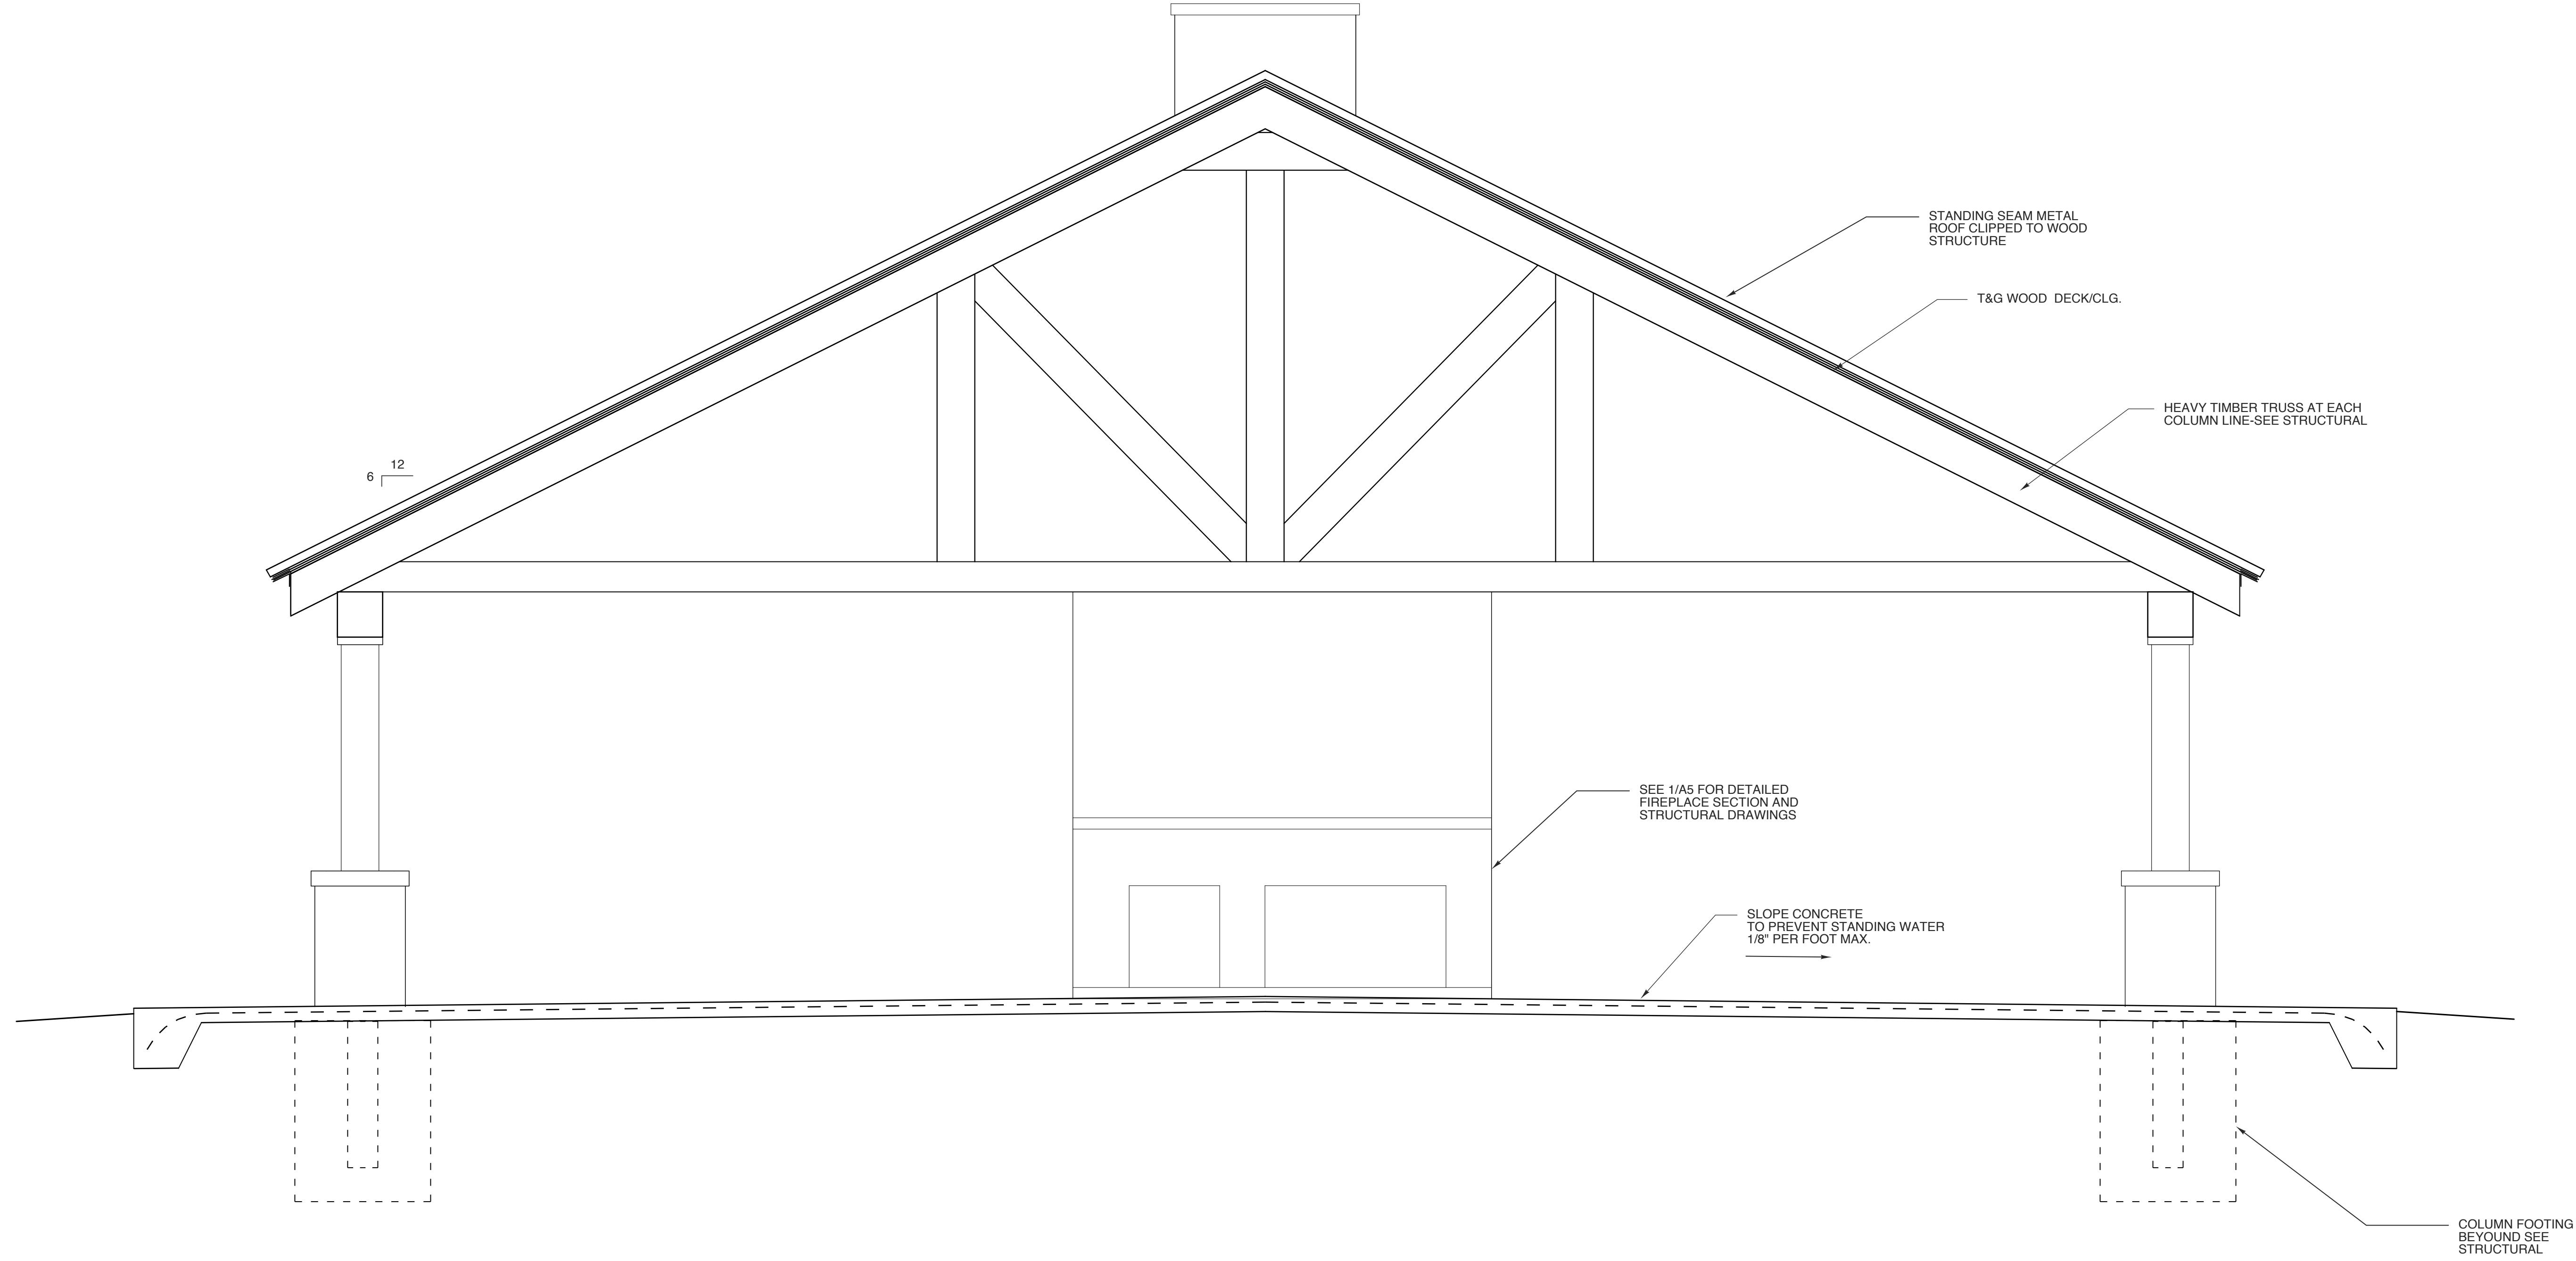 STANDING SEAM METAL
ROOF CLIPPED TO WOOD
STRUCTURE
T&G WOOD DECK/CLG.
HEAVY TIMBER TRUSS AT EACH
COLUMN LINE-SEE STRUCTURAL
12
6
SEE 1/A5 FOR DETAILED
FIREPLACE SECTION AND
STRUCTURAL DRAWINGS
SLOPE CONCRETE
TO PREVENT STANDING WATER
1/8" PER FOOT MAX.
COLUMN FOOTING
BEYOUND SEE
STRUCTURAL